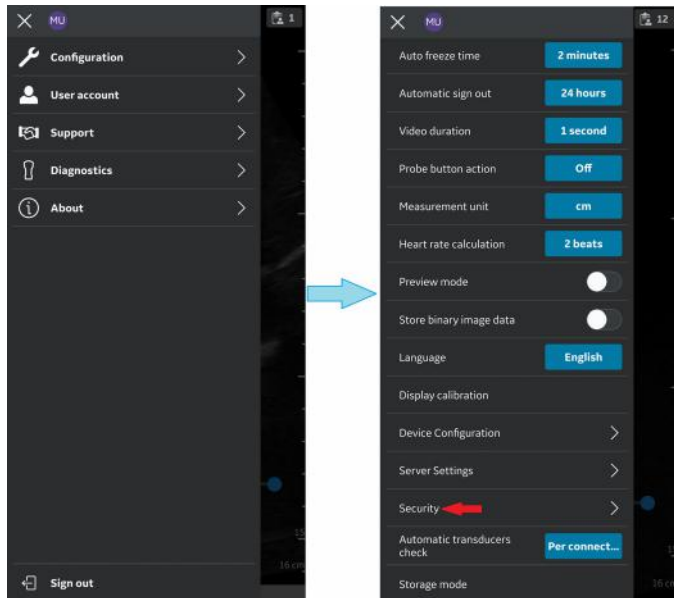 MU
1
Configuration
User account
Support
Diagnostics
About
15
16 cm
Sign out
MU
12
Auto freeze time
2 minutes
Automatic sign out
24 hours
Video duration
1 second
Probe button action
Off
Measurement unit
cm
Heart rate calculation
2 beats
Preview mode
Store binary image data
Language
English
Display calibration
Device Configuration
Server Settings
Security
Automatic transducers
check
Per connect...
Storage mode
16 cm